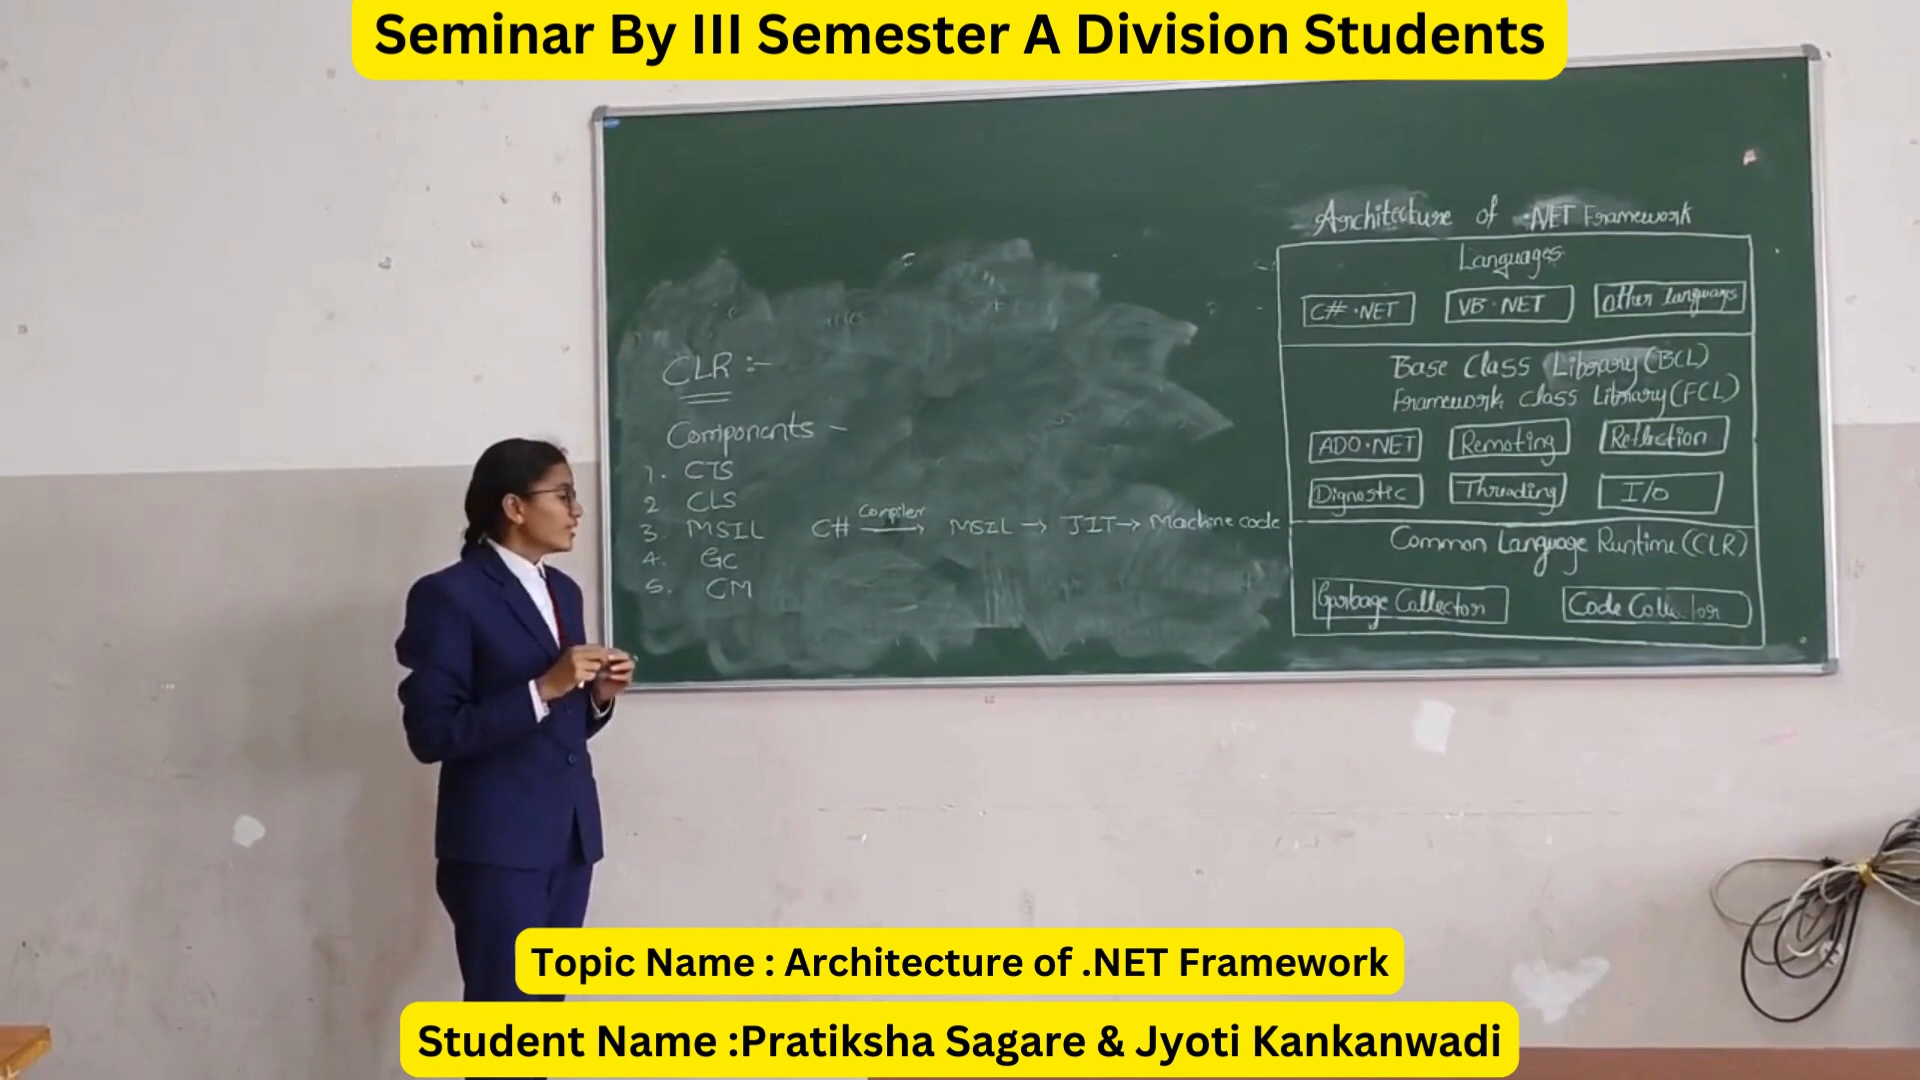 Seminar By III Semester A Division Students
CLR :-
Components -
1. CTS
2 CLS
3. MSIL
4. GC
5. CM
C# Compiler → MSIL → JIT → Machine code
Architecture of .NET Framework
Languages
C# .NET VB.NET other languages
Base Class Library (BCL)
Framework Class Library (FCL)
ADO.NET Remoting Reflection
Dignostic Threading I/O
Common Language Runtime (CLR)
Garbage Collector Code Collector
Topic Name : Architecture of .NET Framework
Student Name :Pratiksha Sagare & Jyoti Kankanwadi